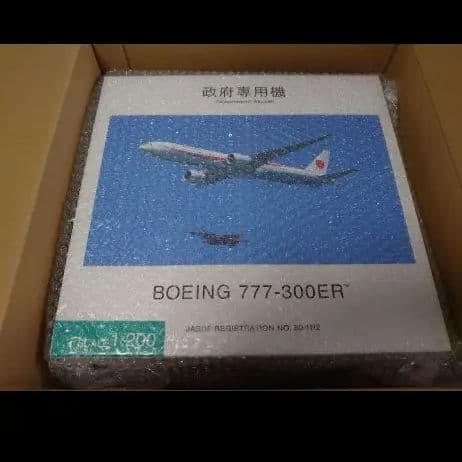 政府専用機
BOEING 777-300ER™
JASDF REGISTRATION NO. 80-1112
1:200